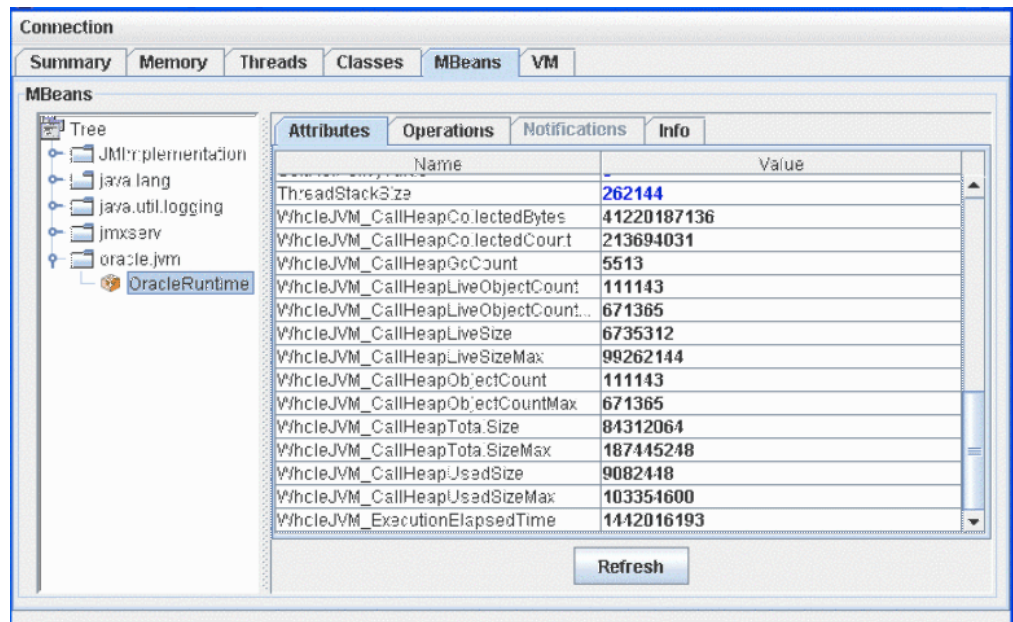 Connection
Summary Memory Threads Classes MBeans VM
MBeans
Tree
JMImplementation
java.lang
java.util.logging
jmxserv
oracle.jvm
OracleRuntime
Attributes Operations Notifications Info
Name Value
ThreadStackSize 262144
WholeJVM_CallHeapCollectedBytes 41220187136
WholeJVM_CallHeapCollectedCount 213694031
WholeJVM_CallHeapGcCount 5513
WholeJVM_CallHeapLiveObjectCount 111143
WholeJVM_CallHeapLiveObjectCount... 671365
WholeJVM_CallHeapLiveSize 6735312
WholeJVM_CallHeapLiveSizeMax 99262144
WholeJVM_CallHeapObjectCount 111143
WholeJVM_CallHeapObjectCountMax 671365
WholeJVM_CallHeapTotalSize 84312064
WholeJVM_CallHeapTotalSizeMax 187445248
WholeJVM_CallHeapUsedSize 9082448
WholeJVM_CallHeapUsedSizeMax 103354600
WholeJVM_ExecutionElapsedTime 1442016193
Refresh